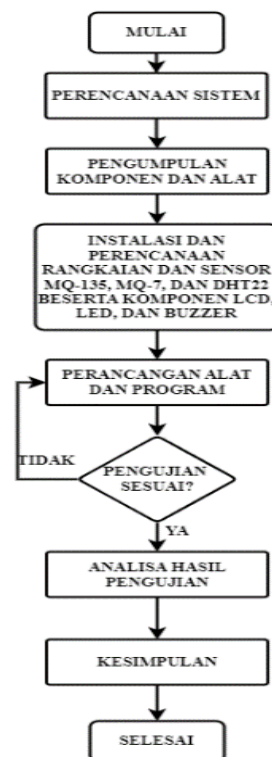 MULAI
PERENCANAAN SISTEM
PENGUMPULAN
KOMPONEN DAN ALAT
INSTALASI DAN
PERENCANAAN
RANGKAIAN DAN SENSOR
MQ-135, MQ-7, DAN DHT22
BESERTA KOMPONEN LCD,
LED, DAN BUZZER
PERANCANGAN ALAT
DAN PROGRAM
TIDAK
PENGUJIAN
SESUAI?
YA
ANALISA HASIL
PENGUJIAN
KESIMPULAN
SELESAI